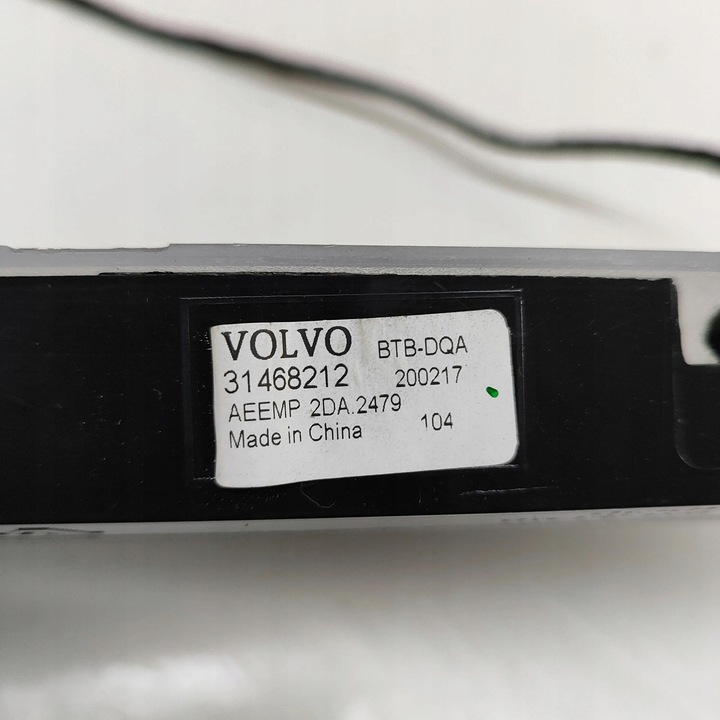 VOLVO BTB-DQA
31468212 200217
AEEMP 2DA.2479
Made in China 104